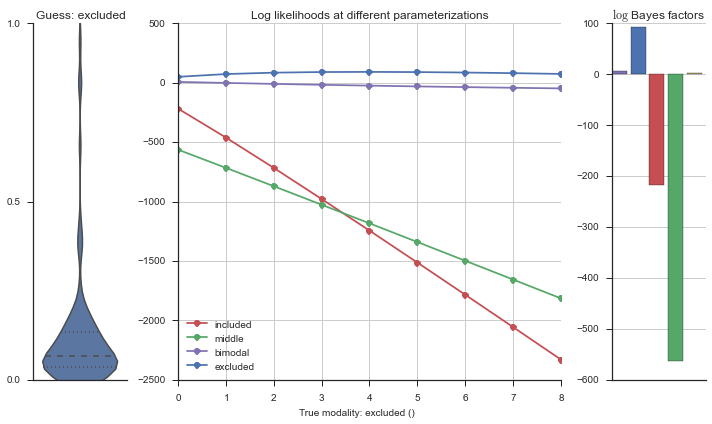 Guess: excluded
1.0
0.5
0.0
Log likelihoods at different parameterizations
500
0
−500
−1000
−1500
−2000
−2500
included
middle
bimodal
excluded
0 1 2 3 4 5 6 7 8
True modality: excluded ()
log Bayes factors
100
0
−100
−200
−300
−400
−500
−600